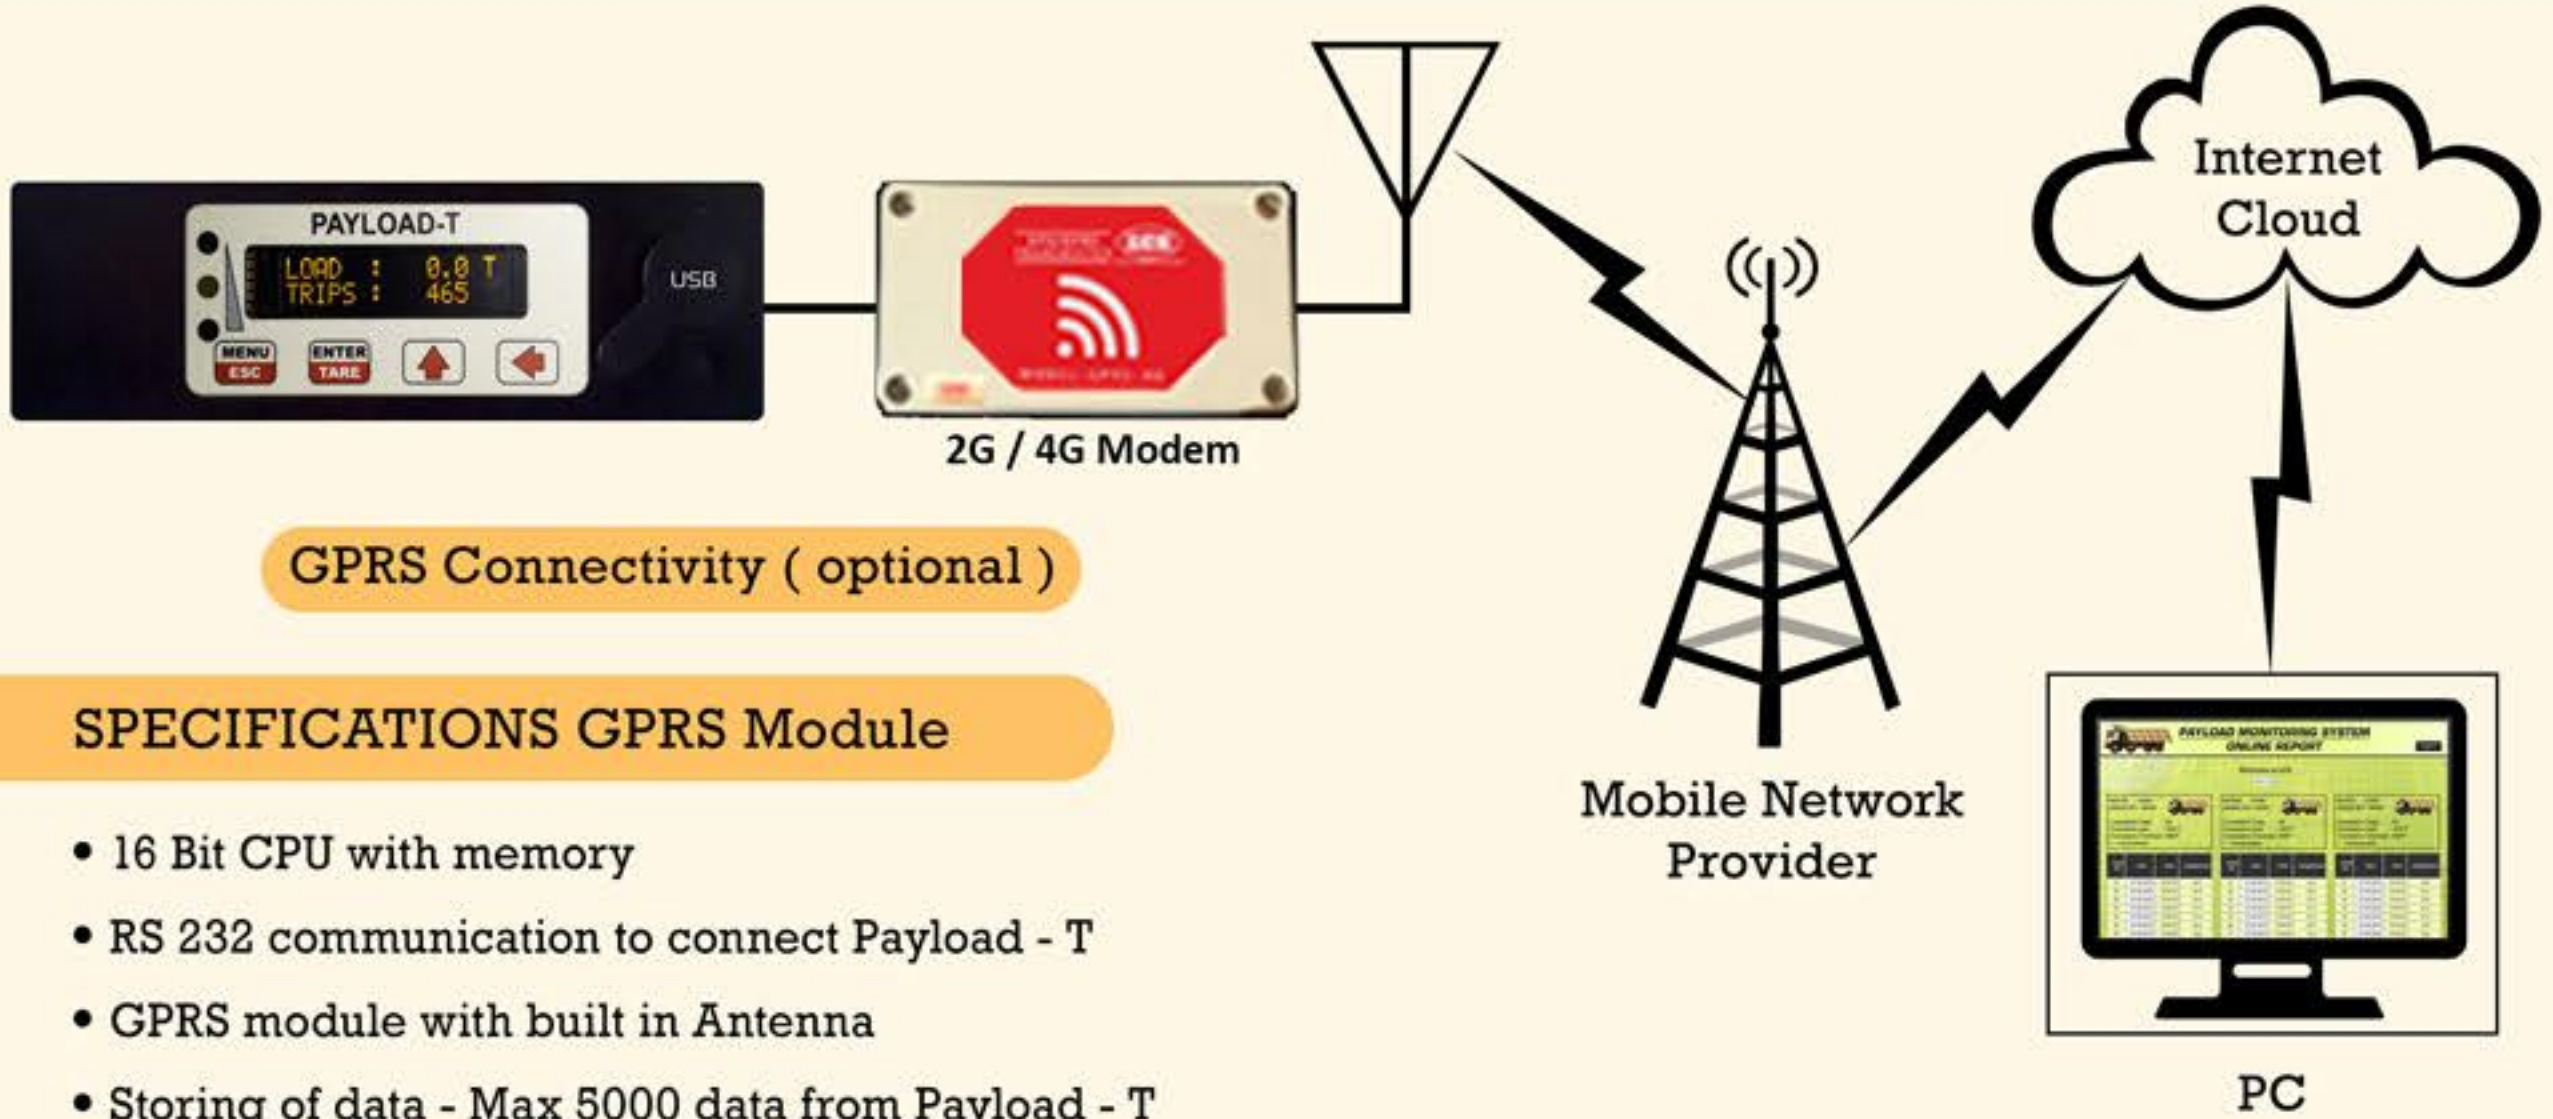 PAYLOAD-T
LOAD : 0.0 T
TRIPS : 465
MENU
ESC
ENTER
TARE
USB
2G / 4G Modem
Internet
Cloud
GPRS Connectivity ( optional )
SPECIFICATIONS GPRS Module
• 16 Bit CPU with memory
• RS 232 communication to connect Payload - T
• GPRS module with built in Antenna
• Storing of data - Max 5000 data from Payload - T
Mobile Network
Provider
PAYLOAD MONITORING SYSTEM
ONLINE REPORT
PC